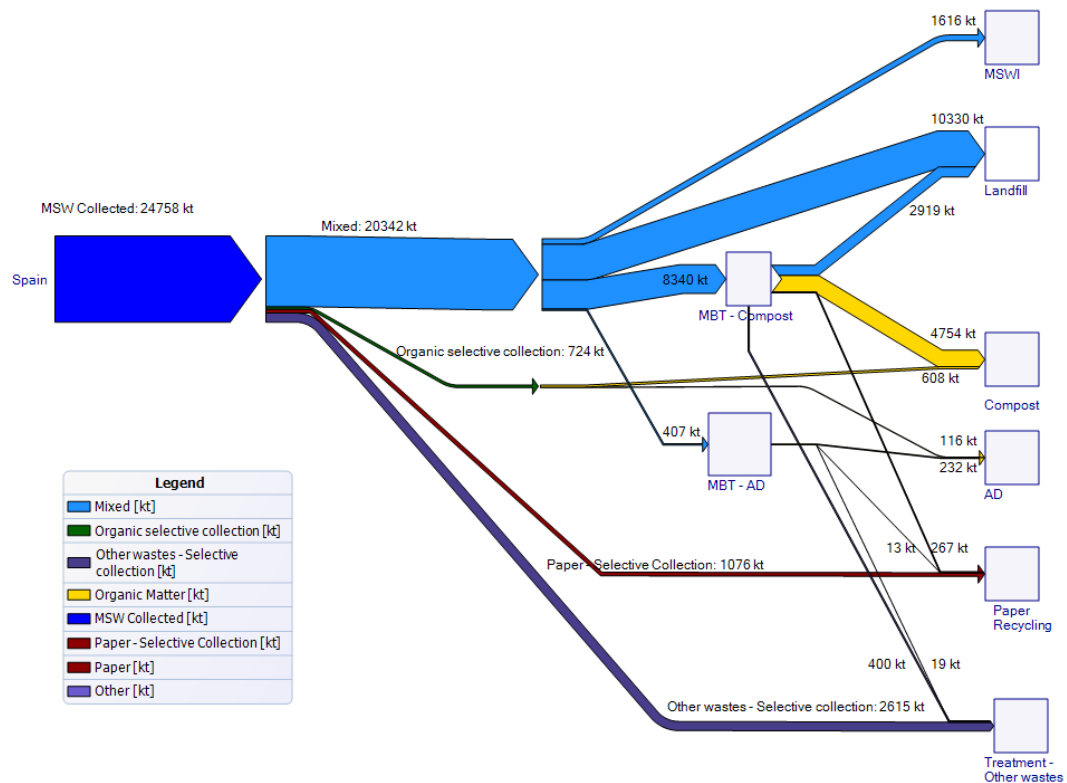 1616 kt
MSWI
10330 kt
Landfill
2919 kt
MSW Collected: 24758 kt
Mixed: 20342 kt
Spain
8340 kt
MBT - Compost
4754 kt
Organic selective collection: 724 kt
608 kt
Compost
407 kt
116 kt
232 kt
MBT - AD
AD
Legend
Mixed [kt]
Organic selective collection [kt]
Other wastes - Selective
collection [kt]
Organic Matter [kt]
MSW Collected [kt]
Paper - Selective Collection [kt]
Paper [kt]
Other [kt]
13 kt
267 kt
Paper - Selective Collection: 1076 kt
Paper
Recycling
400 kt
19 kt
Other wastes - Selective collection: 2615 kt
Treatment -
Other wastes